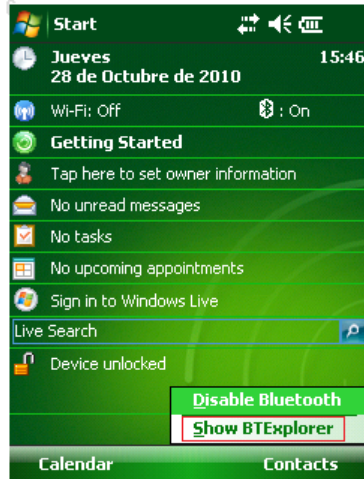 Start
Jueves 15:46
28 de Octubre de 2010
Wi-Fi: Off : On
Getting Started
Tap here to set owner information
No unread messages
No tasks
No upcoming appointments
Sign in to Windows Live
Live Search
Device unlocked
Disable Bluetooth
Show BTExplorer
Calendar Contacts